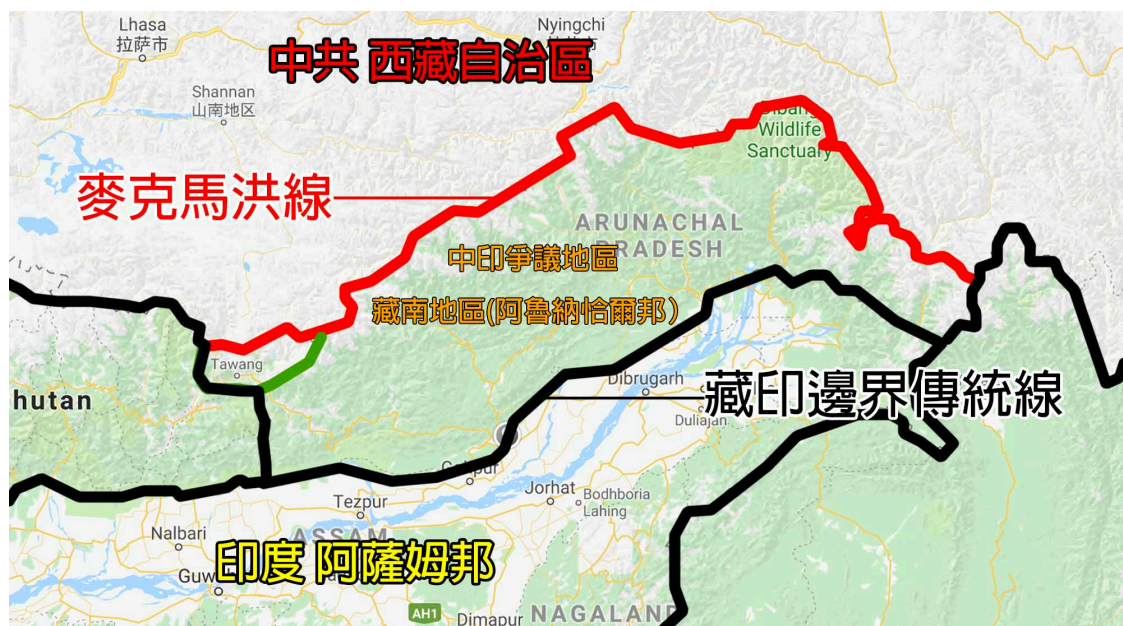 Lhasa
拉萨市
Nyingchi
中共 西藏自治區
Shannan
山南地区
Wildlife
Sanctuary
麥克馬洪線
ARUNACHAL
PRADESH
中印爭議地區
藏南地區(阿魯納恰爾邦)
Tawang
hutan
Dibrugarh
藏印邊界傳統線
Duliajan
Jorhat
Bodhboria
Lahing
Tezpur
Nalbari
ASSAM
印度 阿薩姆邦
Guw
AH1
Dimapur
NAGALAND